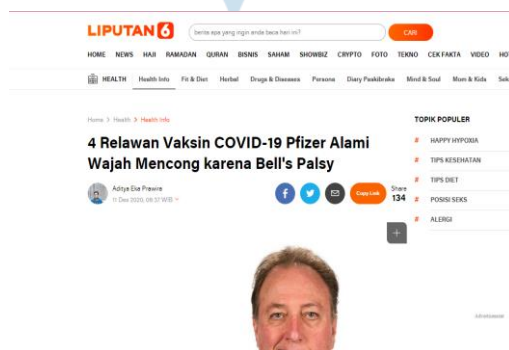 LIPUTAN 6
berita apa yang ingin anda baca hari ini?
CARI
HOME NEWS HAJI RAMADAN QURAN BISNIS SAHAM SHOWBIZ CRYPTO FOTO TEKNO CEK FAKTA VIDEO HOT
HEALTH Health Info Fit & Diet Herbal Drugs & Diseases Persona Diary Paskibraka Mind & Soul Mom & Kids Sek
Home > Health > Health Info
4 Relawan Vaksin COVID-19 Pfizer Alami
Wajah Mencong karena Bell's Palsy
Aditya Eka Prawira
11 Des 2020, 09:37 WIB
Copy Link
Share
134
+
TOPIK POPULER
# HAPPY HYPOXIA
# TIPS KESEHATAN
# TIPS DIET
# POSISI SEKS
# ALERGI
Advertisement